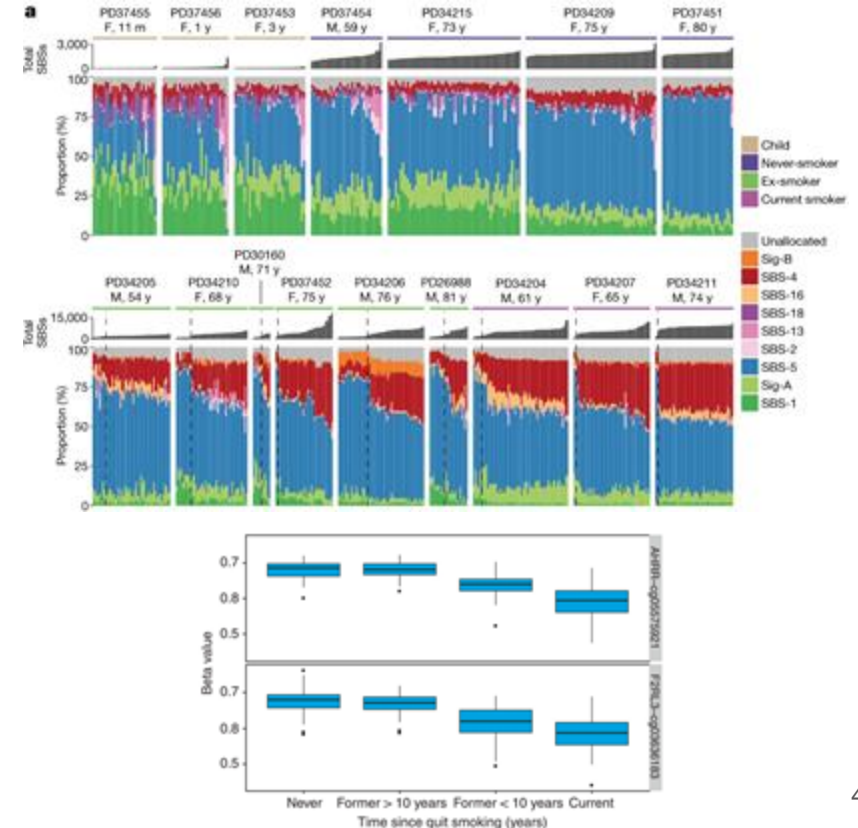 a
PD37455 PD37456 PD37453 PD37454 PD34215 PD34209 PD37451
F, 11 m F, 1 y F, 3 y M, 59 y F, 73 y F, 75 y F, 80 y
Total SBSs
3,000
0
Proportion (%)
100
75
50
25
0
Child
Never-smoker
Ex-smoker
Current smoker
Unallocated
Sig-B
SBS-4
SBS-16
SBS-18
SBS-13
SBS-2
SBS-5
Sig-A
SBS-1
PD30160
M, 71 y
PD34205 PD34210 PD37452 PD34206 PD26988 PD34204 PD34207 PD34211
M, 54 y F, 68 y F, 75 y M, 76 y M, 81 y M, 61 y F, 65 y M, 74 y
Total SBSs
15,000
0
Proportion (%)
100
75
50
25
0
Beta value
0.7
0.8
0.5
AHRR-cg05575921
0.7
0.8
0.5
F2RL3-cg03636183
Never Former > 10 years Former < 10 years Current
Time since quit smoking (years)
4